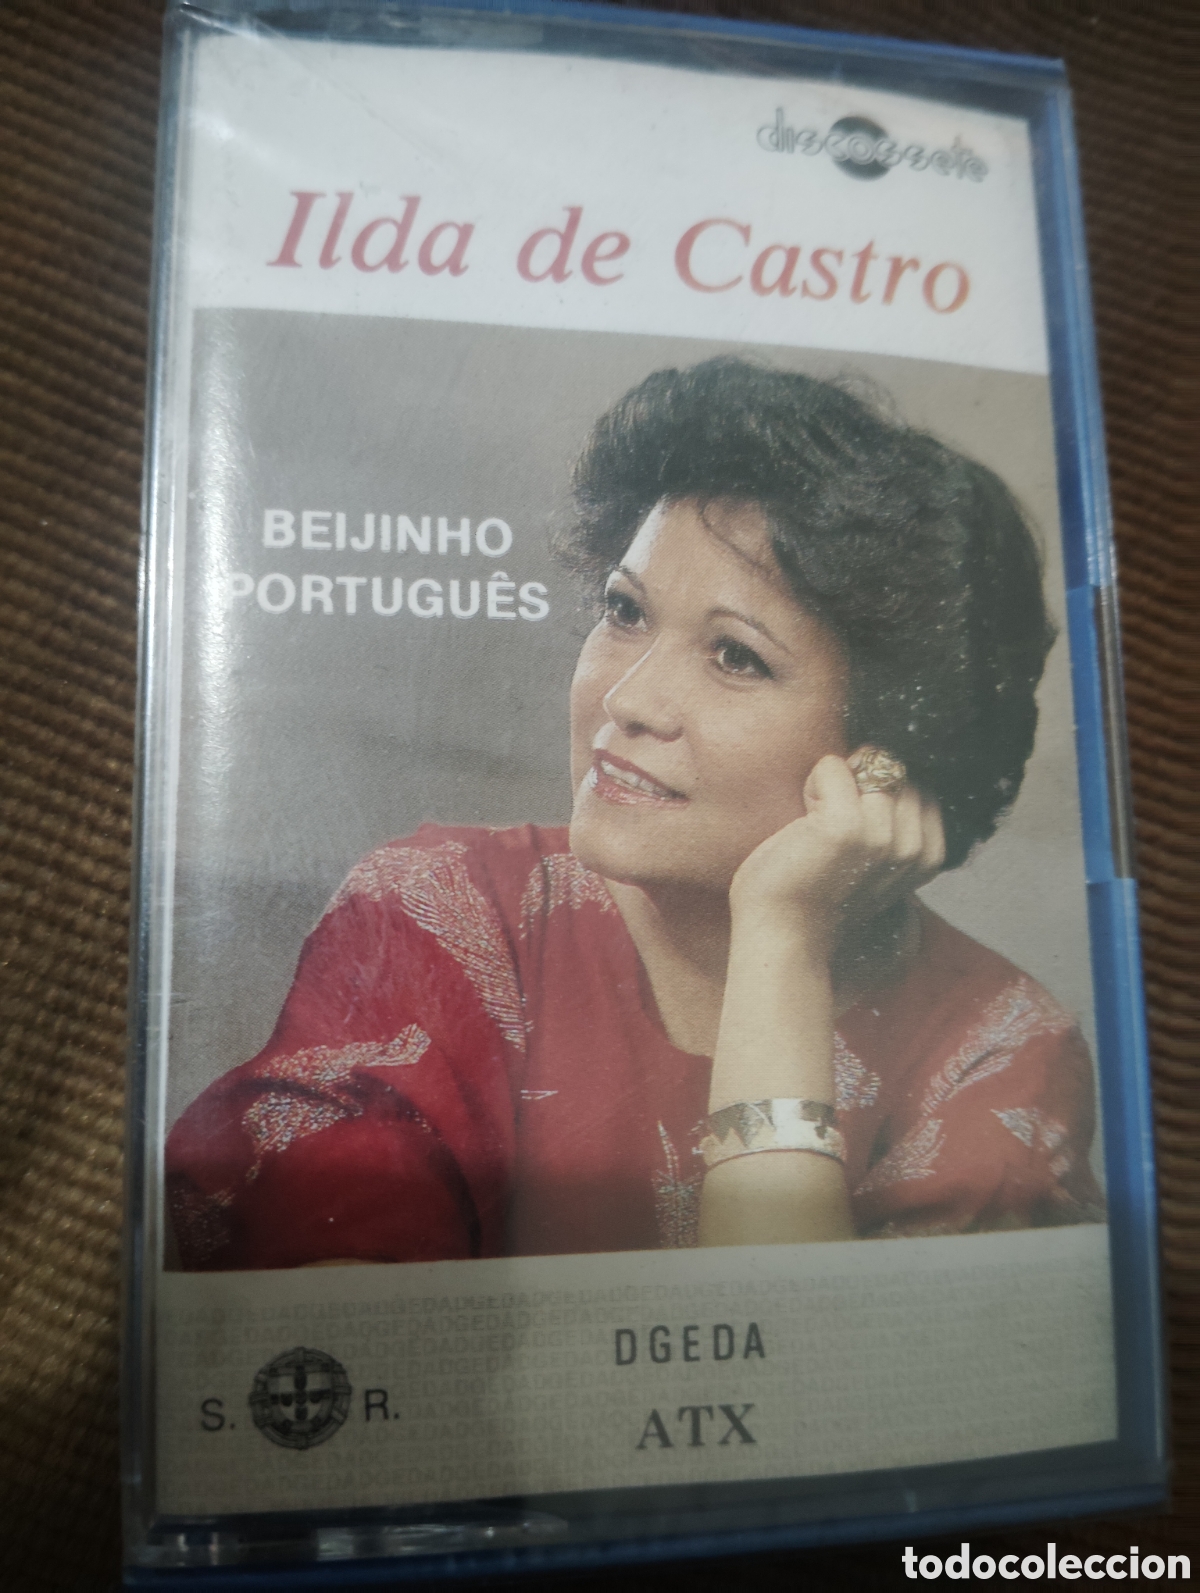 discossete
Ilda de Castro
BEIJINHO
PORTUGUÊS
DGEDA
S. R.
ATX
todocoleccion